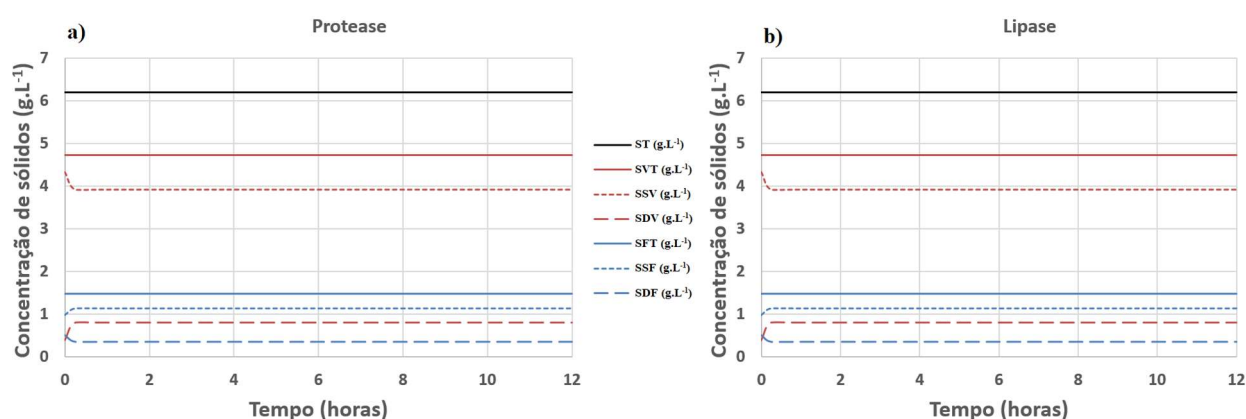 a)
Protease
Concentração de sólidos (g.L⁻¹)
7
6
5
4
3
2
1
0
0 2 4 6 8 10 12
Tempo (horas)
ST (g.L⁻¹)
SVT (g.L⁻¹)
SSV (g.L⁻¹)
SDV (g.L⁻¹)
SFT (g.L⁻¹)
SSF (g.L⁻¹)
SDF (g.L⁻¹)
b)
Lipase
Concentração de sólidos (g.L⁻¹)
7
6
5
4
3
2
1
0
0 2 4 6 8 10 12
Tempo (horas)